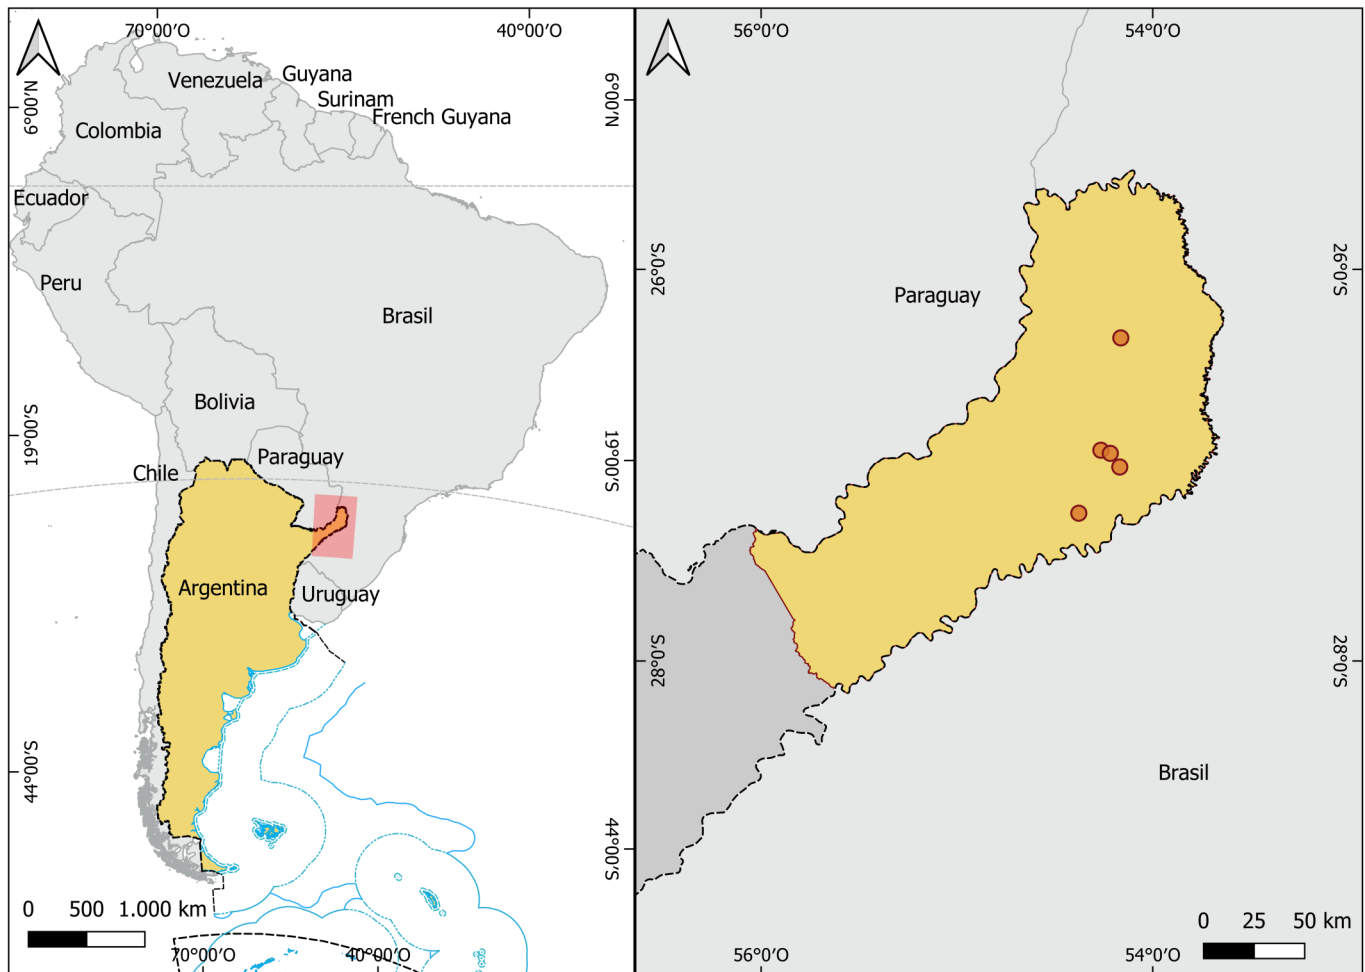 70°00′O
40°00′O
6°00′N
6°00′N
Venezuela
Guyana
Surinam
French Guyana
Colombia
Ecuador
Peru
Brasil
Bolivia
19°00′S
19°00′S
Chile
Paraguay
Argentina
Uruguay
44°00′S
44°00′S
0 500 1.000 km
70°00′O
40°00′O
56°0′O
54°0′O
26°0′S
26°0′S
Paraguay
28°0′S
28°0′S
Brasil
0 25 50 km
56°0′O
54°0′O